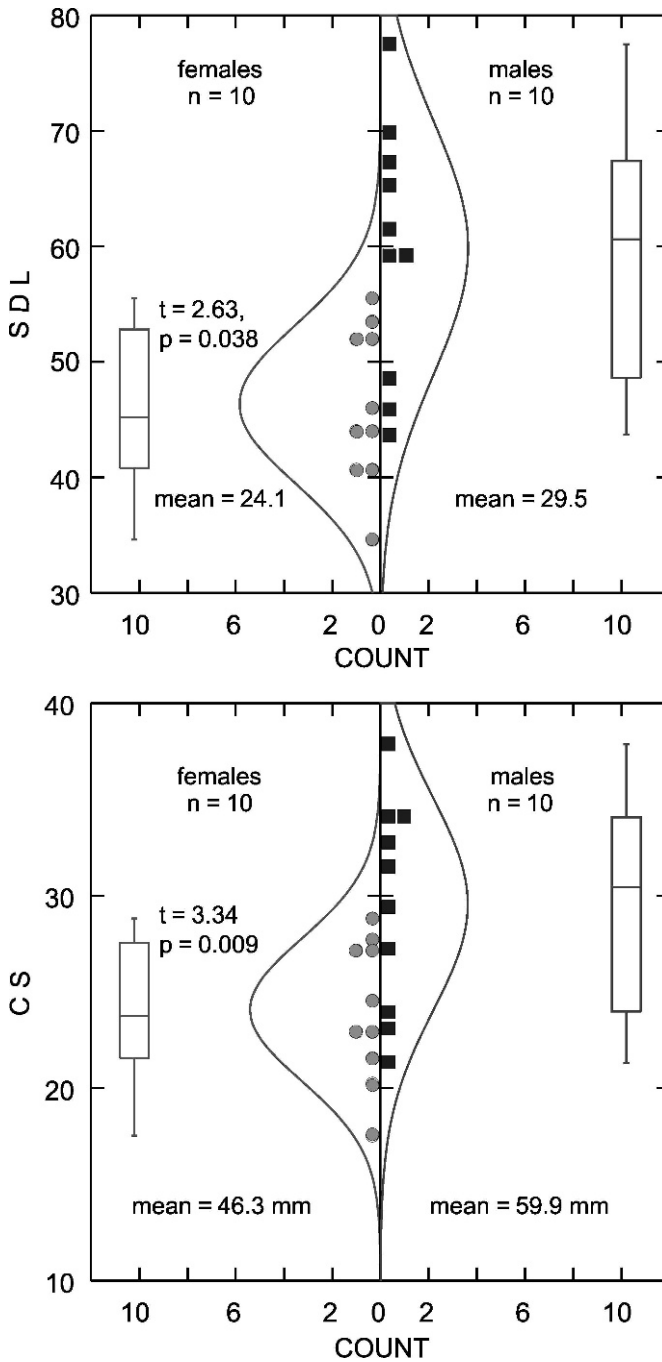 80
females
n = 10
males
n = 10
70
60
S D L
t = 2.63,
p = 0.038
50
40
mean = 24.1
mean = 29.5
30
10 6 2 0 2 6 10
COUNT
40
females
n = 10
males
n = 10
30
t = 3.34
p = 0.009
C S
20
mean = 46.3 mm
mean = 59.9 mm
10
10 6 2 0 2 6 10
COUNT